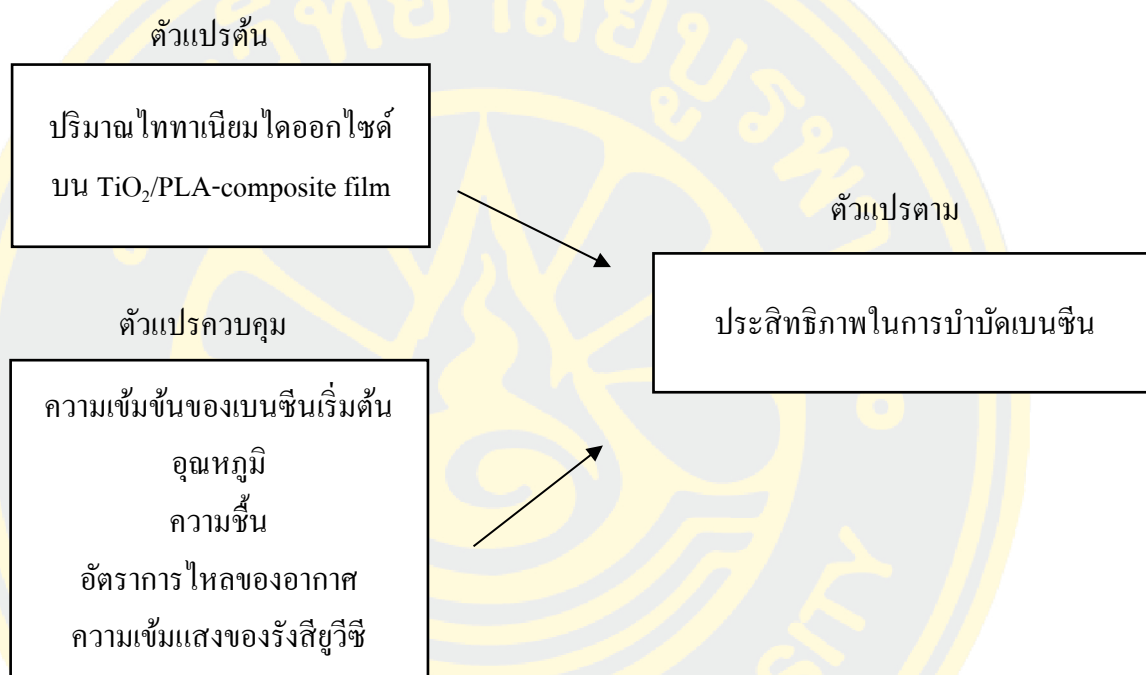 ตัวแปรต้น
ปริมาณไททาเนียมไดออกไซด์
บน TiO₂/PLA-composite film
ตัวแปรตาม
ประสิทธิภาพในการบำบัดเบนซีน
ตัวแปรควบคุม
ความเข้มข้นของเบนซีนเริ่มต้น
อุณหภูมิ
ความชื้น
อัตราการไหลของอากาศ
ความเข้มแสงของรังสียูวีซี